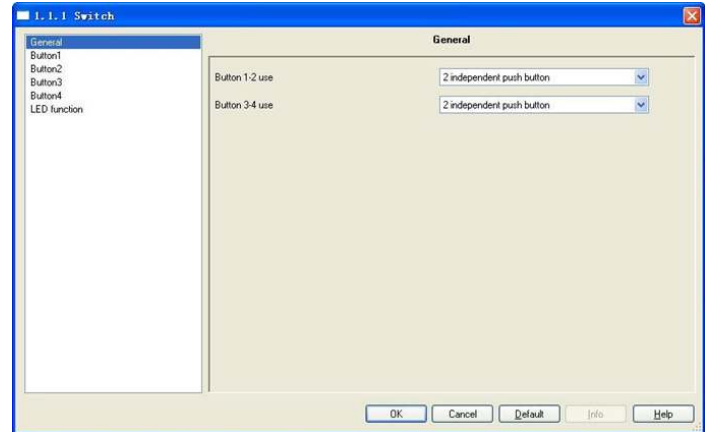 1.1.1 Switch
General
Button1
Button2
Button3
Button4
LED function
General
Button 1-2 use
2 independent push button
Button 3-4 use
2 independent push button
OK
Cancel
Default
Info
Help